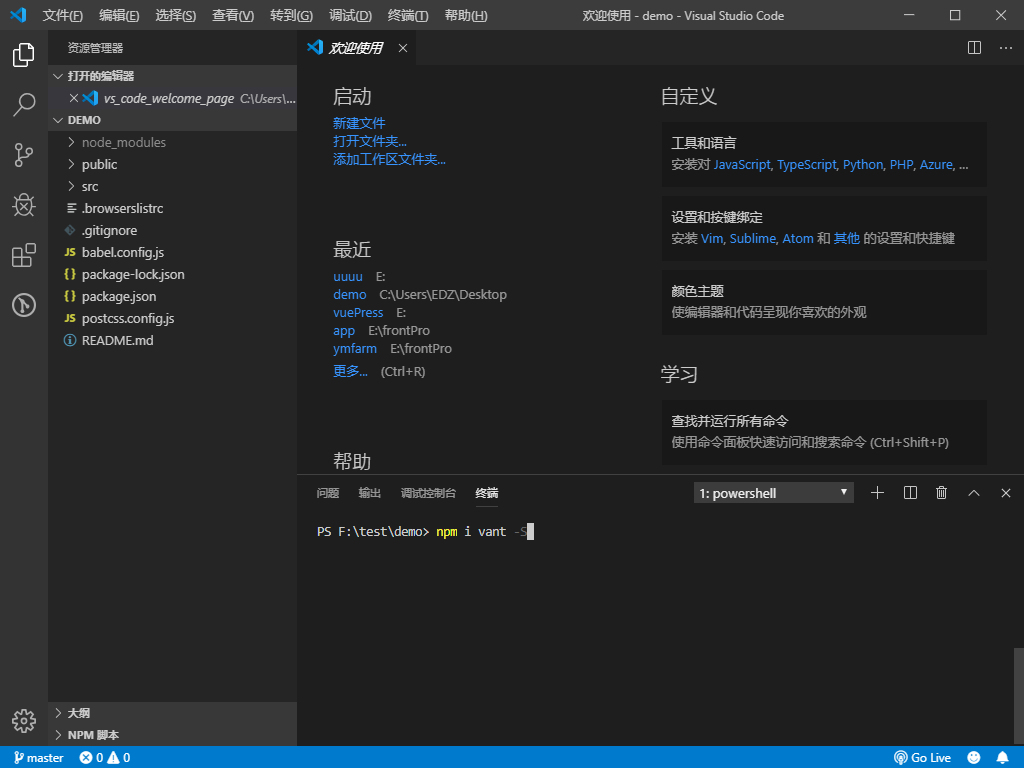 文件(F) 编辑(E) 选择(S) 查看(V) 转到(G) 调试(D) 终端(T) 帮助(H) 欢迎使用 - demo - Visual Studio Code
资源管理器
打开的编辑器
vs_code_welcome_page C:\Users\...
DEMO
node_modules
public
src
.browserslistrc
.gitignore
JS babel.config.js
{} package-lock.json
{} package.json
JS postcss.config.js
README.md
大纲
NPM 脚本
欢迎使用
启动
新建文件
打开文件夹...
添加工作区文件夹...
最近
uuuu E:
demo C:\Users\EDZ\Desktop
vuePress E:
app E:\frontPro
ymfarm E:\frontPro
更多... (Ctrl+R)
帮助
自定义
工具和语言
安装对 JavaScript, TypeScript, Python, PHP, Azure, ...
设置和按键绑定
安装 Vim, Sublime, Atom 和 其他 的设置和快捷键
颜色主题
使编辑器和代码呈现你喜欢的外观
学习
查找并运行所有命令
使用命令面板快速访问和搜索命令 (Ctrl+Shift+P)
问题 输出 调试控制台 终端 1: powershell
PS F:\test\demo> npm i vant -S
master 0 0 Go Live